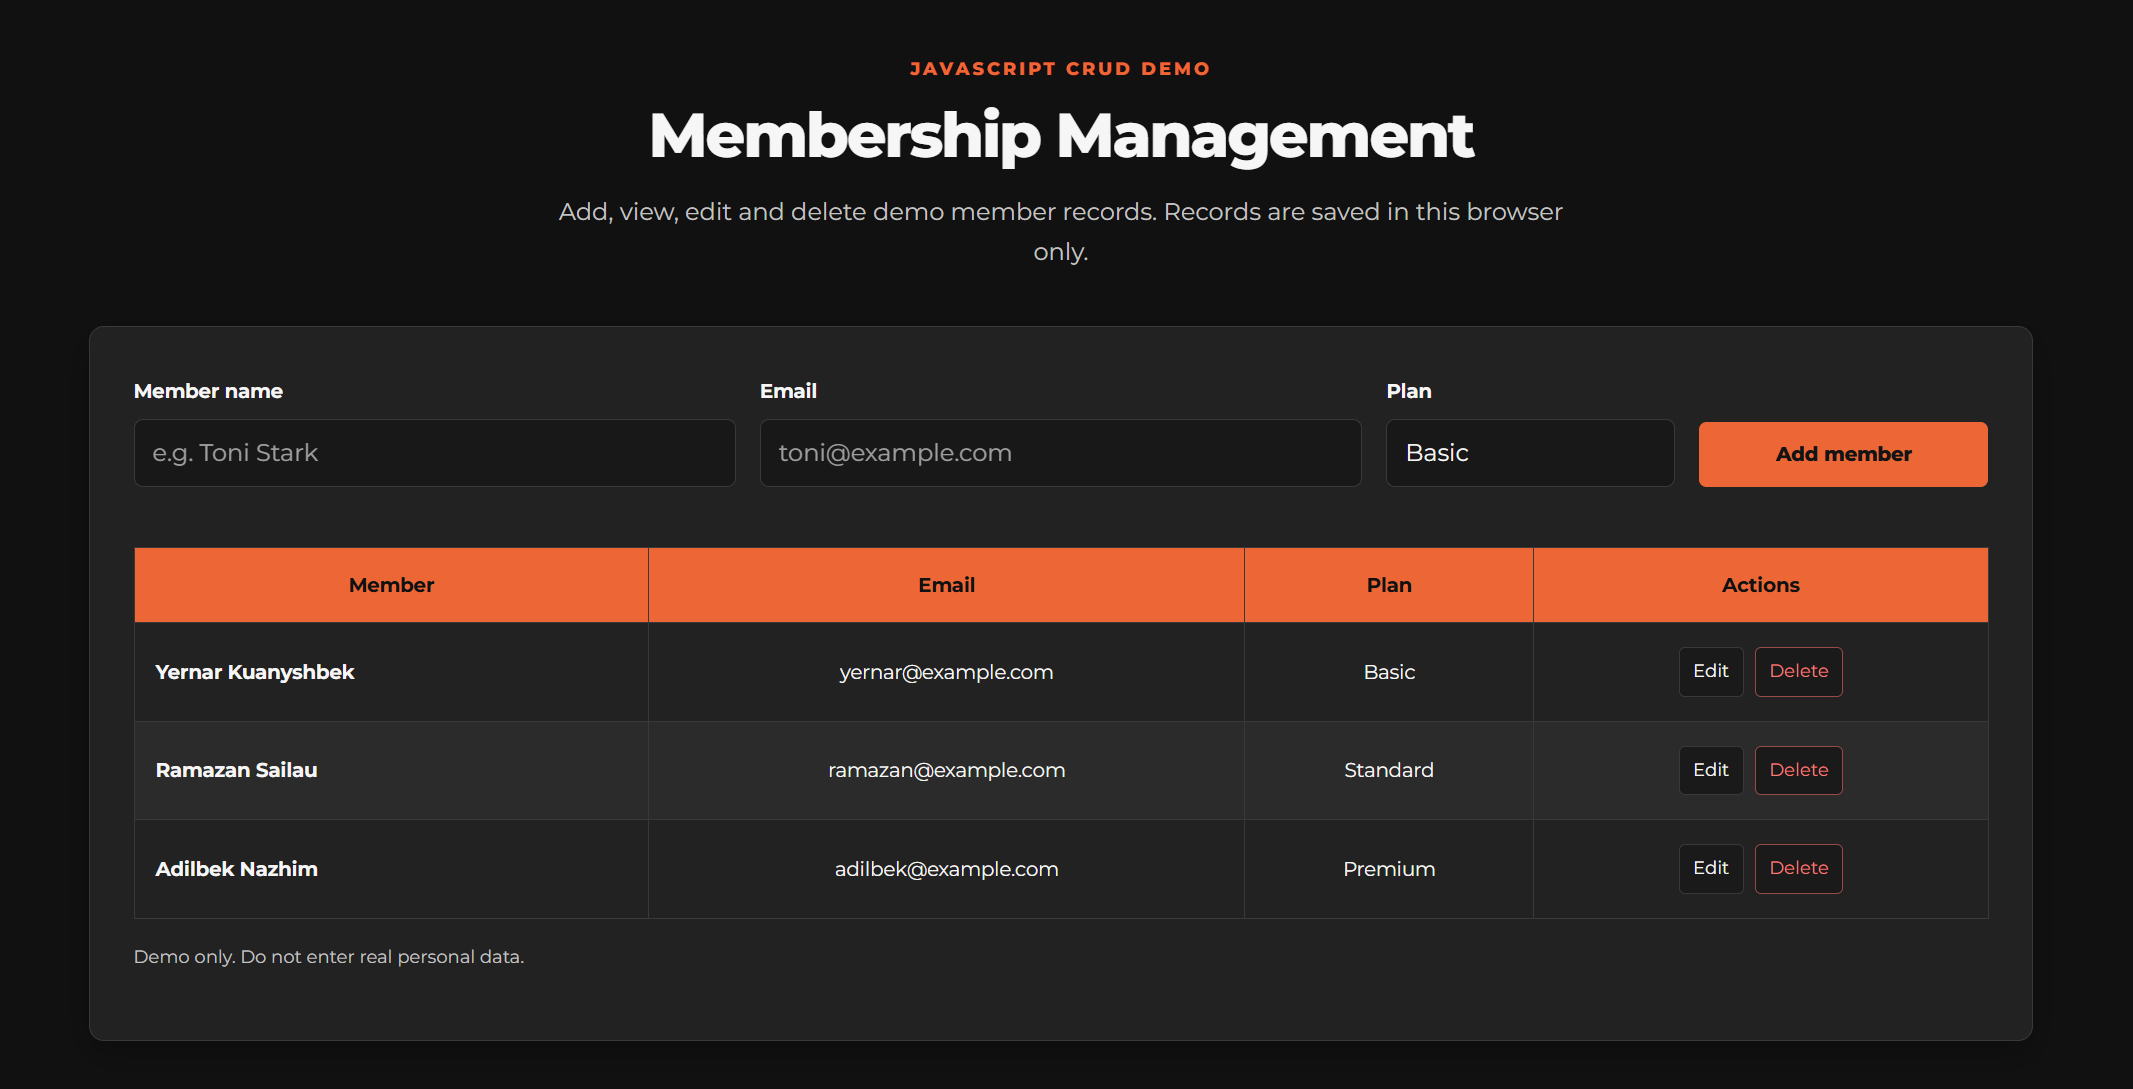 JAVASCRIPT CRUD DEMO
Membership Management
Add, view, edit and delete demo member records. Records are saved in this browser
only.
Member name Email Plan
e.g. Toni Stark toni@example.com Basic Add member
Member Email Plan Actions
Yernar Kuanyshbek yernar@example.com Basic Edit Delete
Ramazan Sailau ramazan@example.com Standard Edit Delete
Adilbek Nazhim adilbek@example.com Premium Edit Delete
Demo only. Do not enter real personal data.